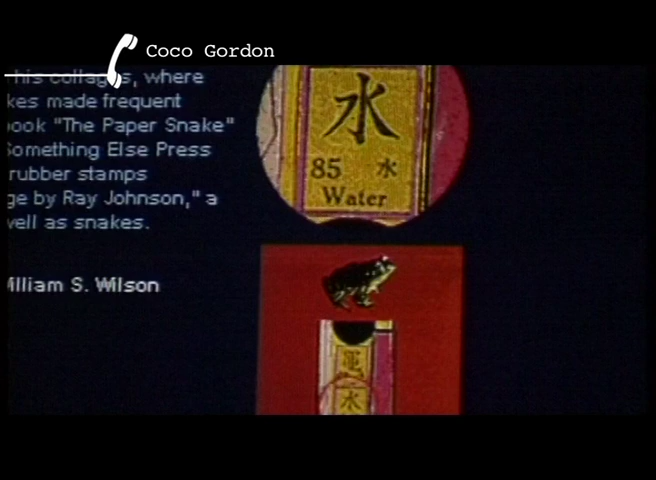 Coco Gordon
his collages, where
kes made frequent
book "The Paper Snake"
Something Else Press
rubber stamps
ge by Ray Johnson," a
well as snakes.
William S. Wilson
水
85 水
Water
水